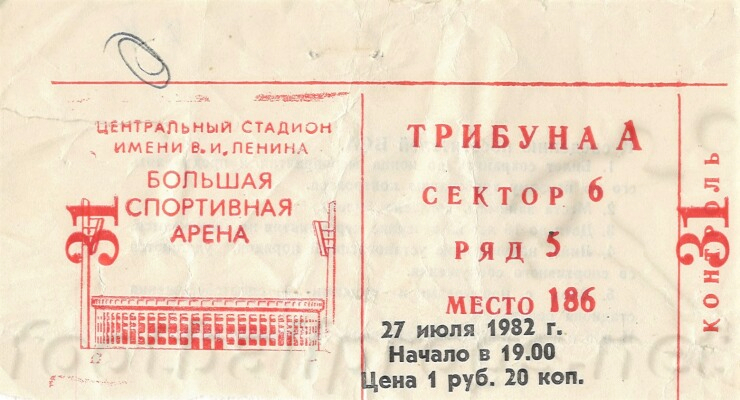 ЦЕНТРАЛЬНЫЙ СТАДИОН
ИМЕНИ В. И. ЛЕНИНА
БОЛЬШАЯ
СПОРТИВНАЯ
АРЕНА
31
ТРИБУНА А
СЕКТОР 6
РЯД 5
МЕСТО 186
27 июля 1982 г.
Начало в 19.00
Цена 1 руб. 20 коп.
31
КОНТРОЛЬ